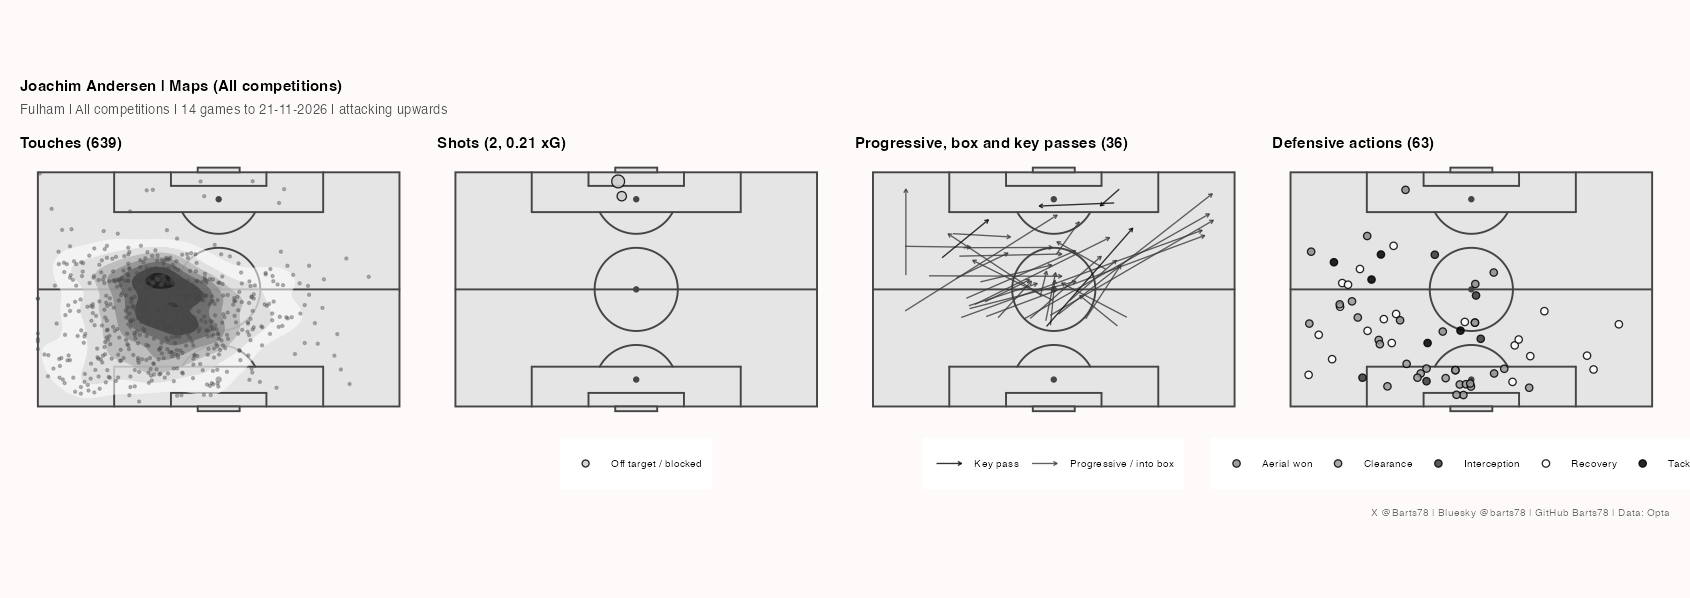 Joachim Andersen | Maps (All competitions)
Fulham | All competitions | 14 games to 21-11-2026 | attacking upwards
Touches (639)
Shots (2, 0.21 xG)
Progressive, box and key passes (36)
Defensive actions (63)
Off target / blocked
Key pass
Progressive / into box
Aerial won
Clearance
Interception
Recovery
Tack
X @Barts78 | Bluesky @barts78 | GitHub Barts78 | Data: Opta